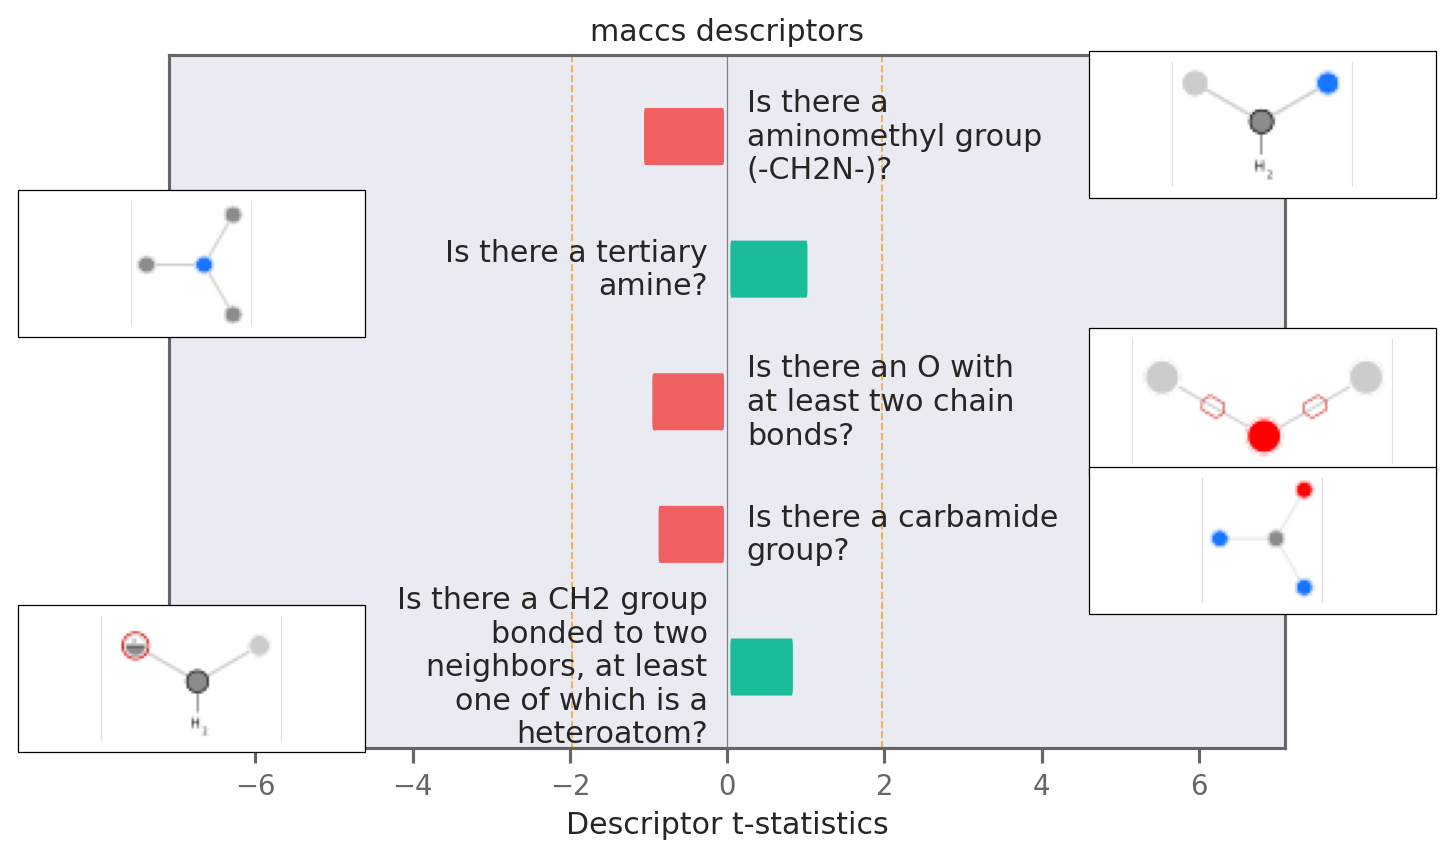 maccs descriptors
Is there a
aminomethyl group
(-CH2N-)?
H2
Is there a tertiary
amine?
Is there an O with
at least two chain
bonds?
Is there a carbamide
group?
Is there a CH2 group
bonded to two
neighbors, at least
one of which is a
heteroatom?
H
−6 −4 −2 0 2 4 6
Descriptor t-statistics